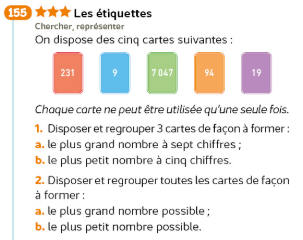 155 ★★★ Les étiquettes
Chercher, représenter
On dispose des cinq cartes suivantes :
231 9 7 047 94 19
Chaque carte ne peut être utilisée qu'une seule fois.
1. Disposer et regrouper 3 cartes de façon à former :
a. le plus grand nombre à sept chiffres ;
b. le plus petit nombre à cinq chiffres.
2. Disposer et regrouper toutes les cartes de façon
à former :
a. le plus grand nombre possible ;
b. le plus petit nombre possible.